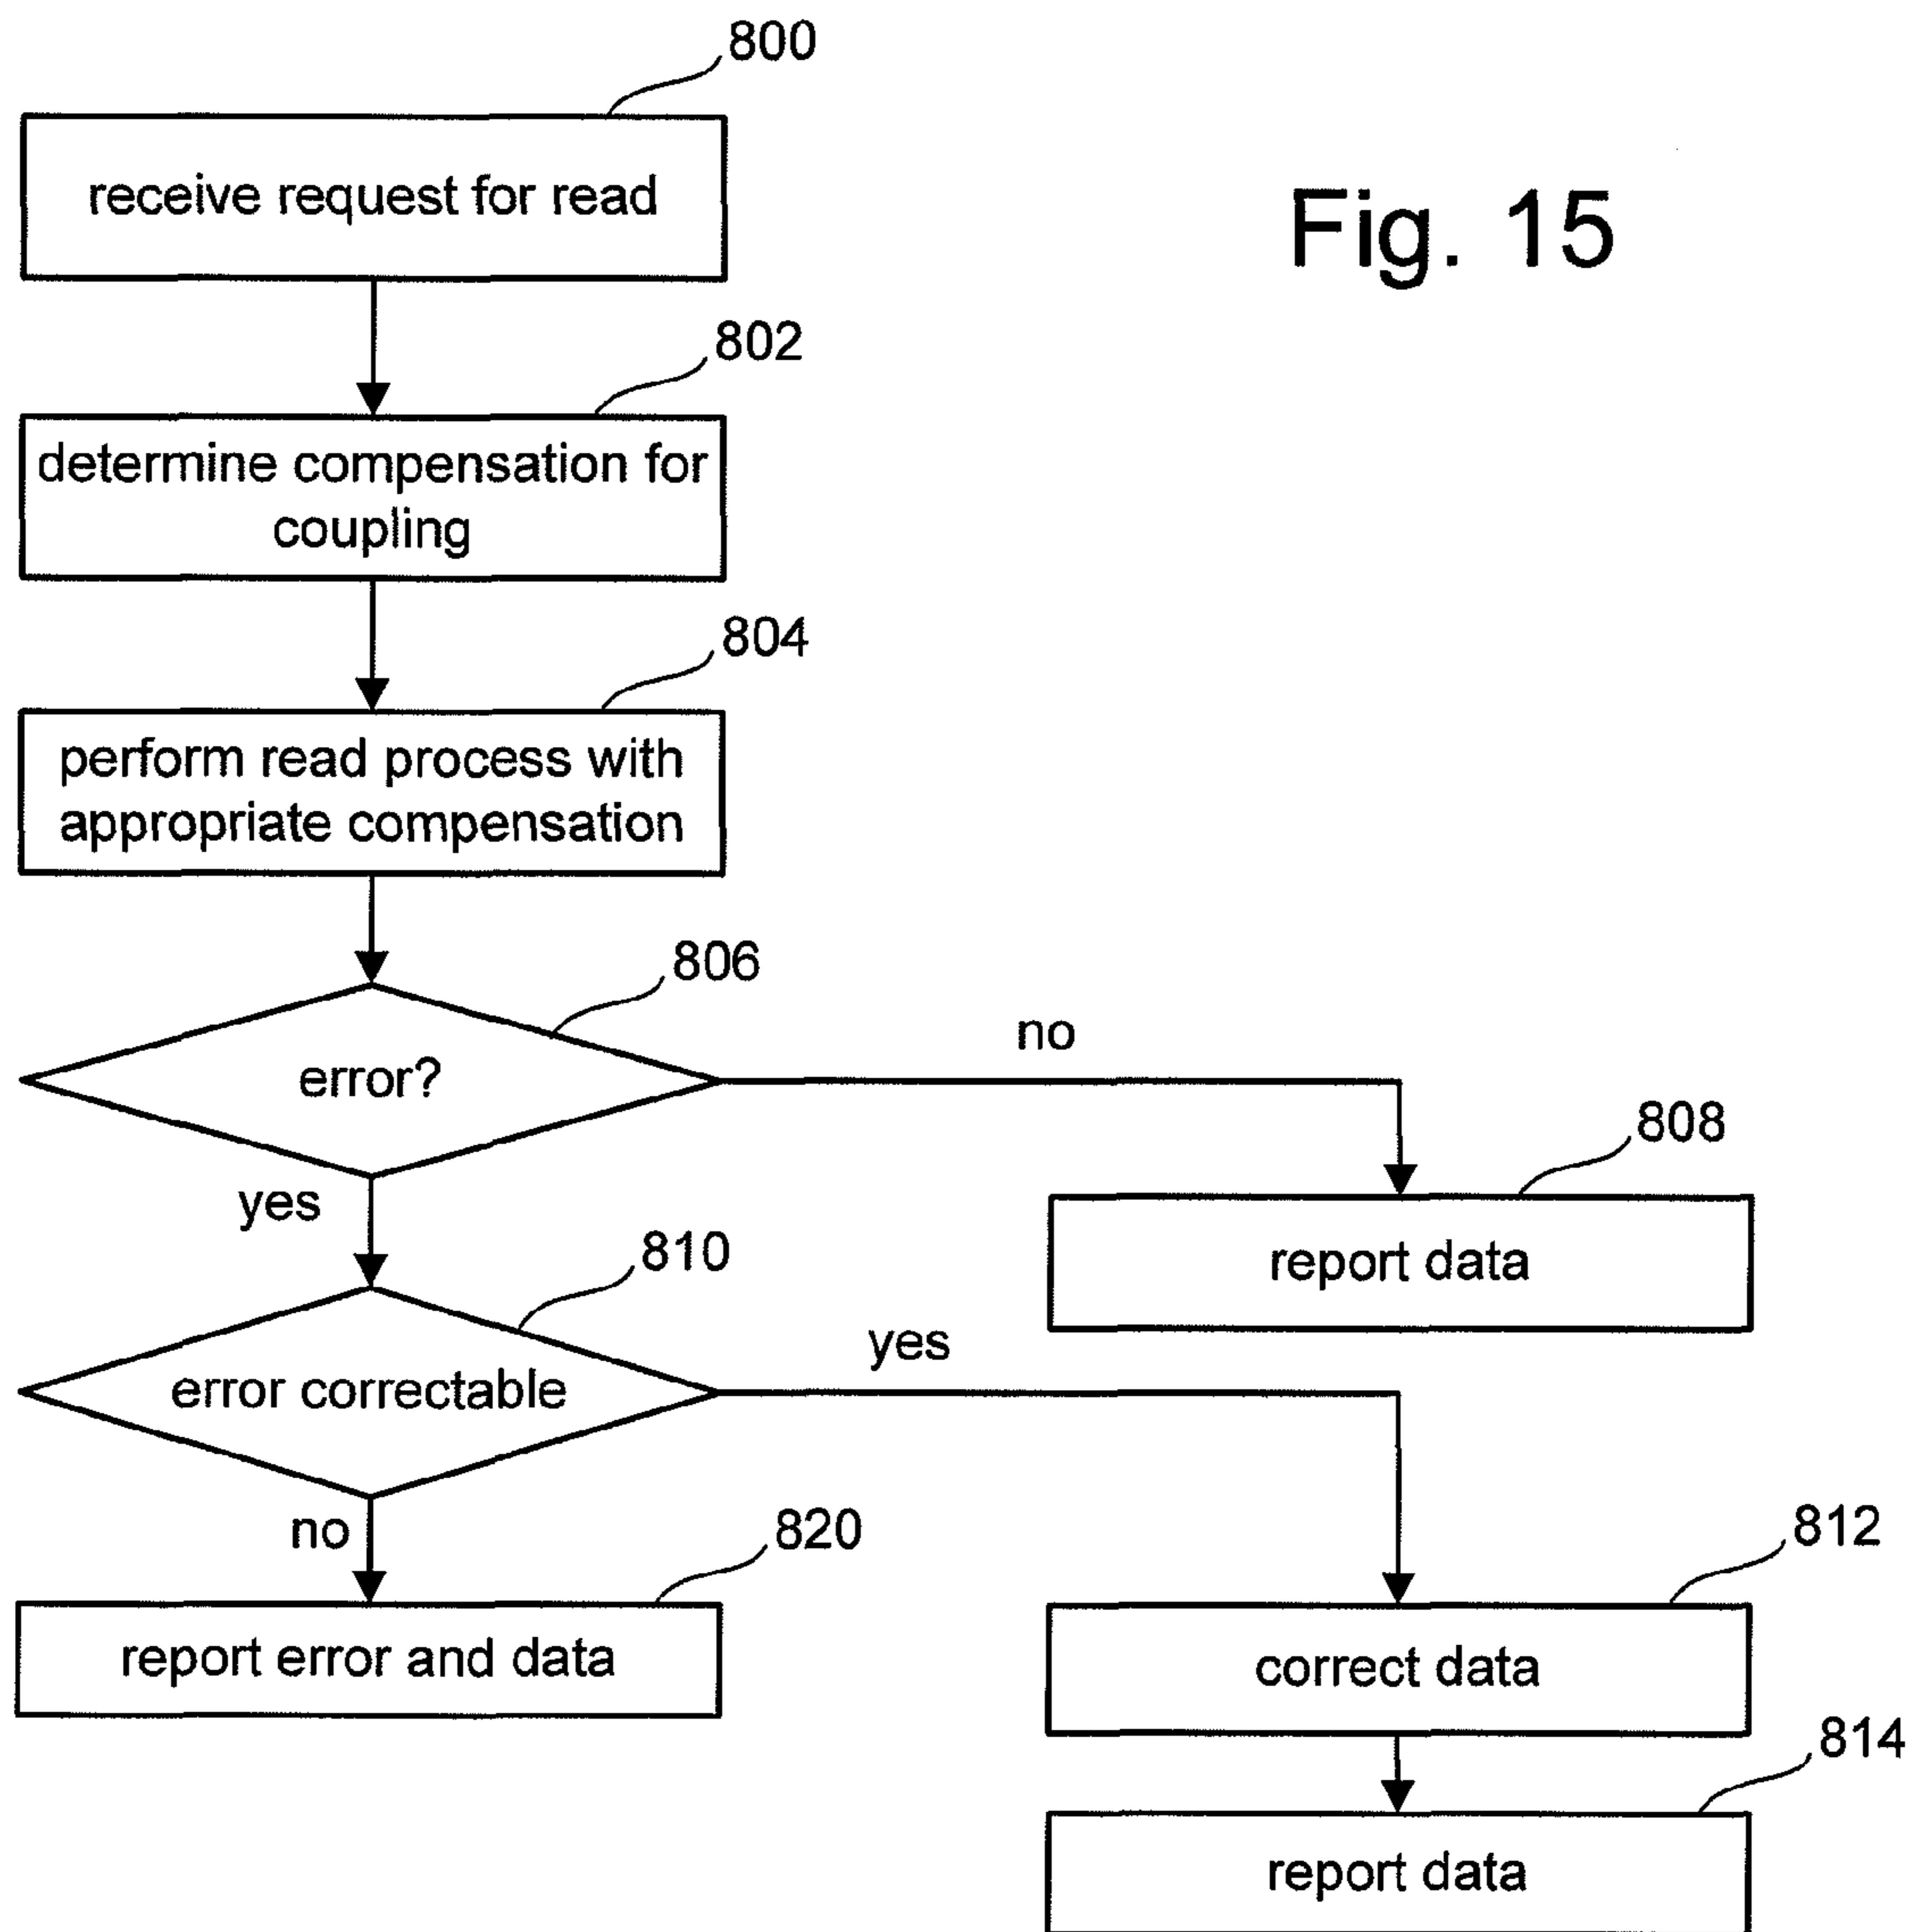 800
receive request for read
Fig. 15
802
determine compensation for
coupling
804
perform read process with
appropriate compensation
806
error?
no
808
report data
yes
810
error correctable
yes
no
820
report error and data
812
correct data
814
report data